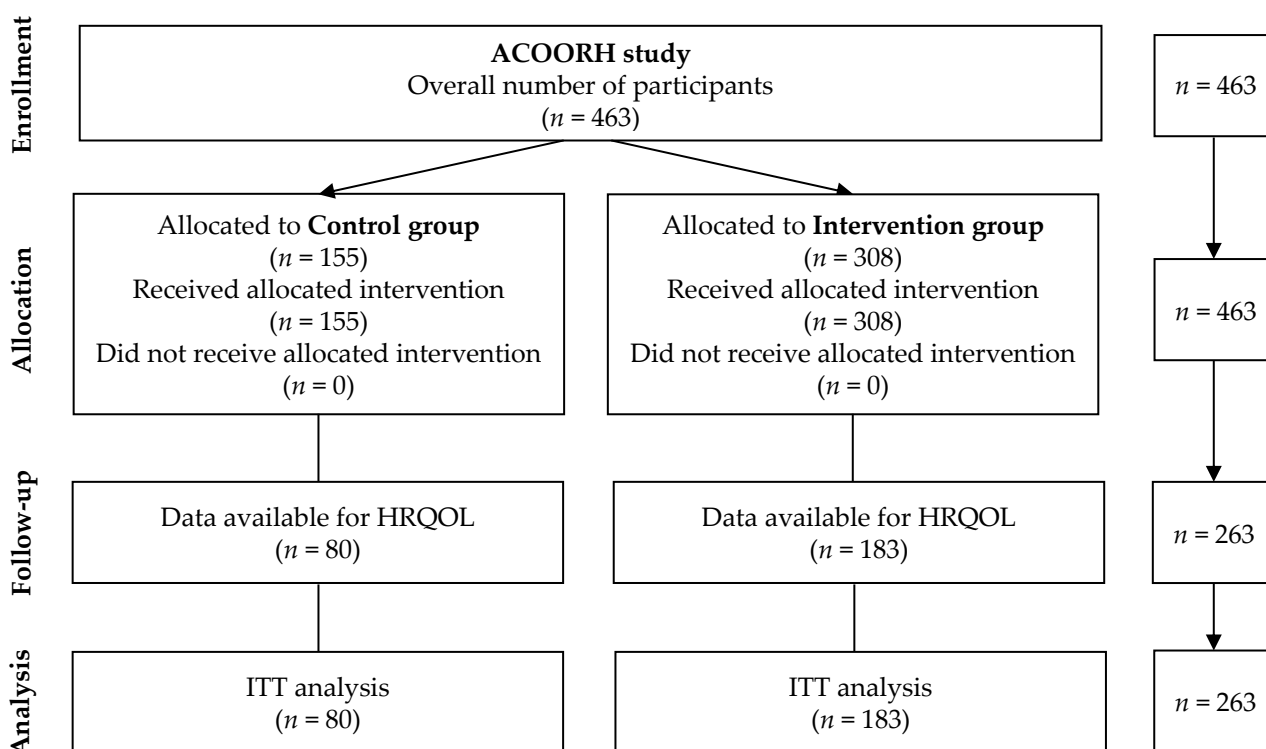 Enrollment
ACOORH study
Overall number of participants
(n = 463)
n = 463
Allocation
Allocated to Control group
(n = 155)
Received allocated intervention
(n = 155)
Did not receive allocated intervention
(n = 0)
Allocated to Intervention group
(n = 308)
Received allocated intervention
(n = 308)
Did not receive allocated intervention
(n = 0)
n = 463
Follow-up
Data available for HRQOL
(n = 80)
Data available for HRQOL
(n = 183)
n = 263
Analysis
ITT analysis
(n = 80)
ITT analysis
(n = 183)
n = 263